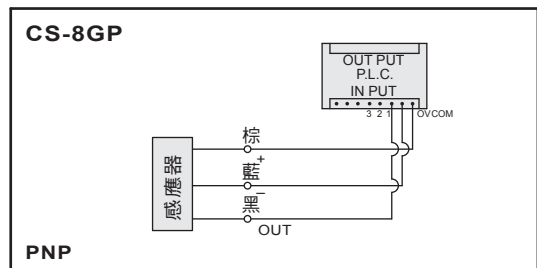 CS-8GP
OUT PUT
P.L.C.
IN PUT
3 2 1 OVCOM
棕
+
藍
−
黑
OUT
感應器
PNP